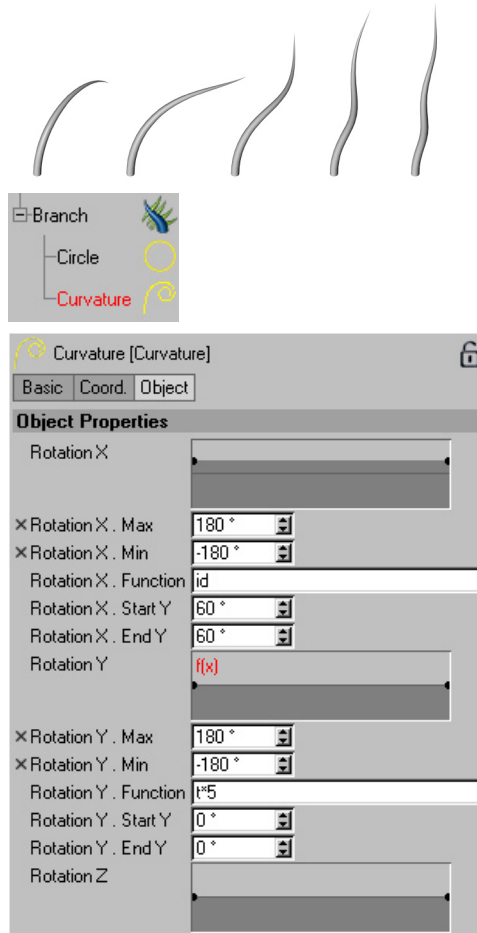 Branch
Circle
Curvature
Curvature [Curvature]
Basic Coord. Object
Object Properties
Rotation X
Rotation X . Max 180 °
Rotation X . Min -180 °
Rotation X . Function id
Rotation X . Start Y 60 °
Rotation X . End Y 60 °
Rotation Y f(x)
Rotation Y . Max 180 °
Rotation Y . Min -180 °
Rotation Y . Function t*5
Rotation Y . Start Y 0 °
Rotation Y . End Y 0 °
Rotation Z